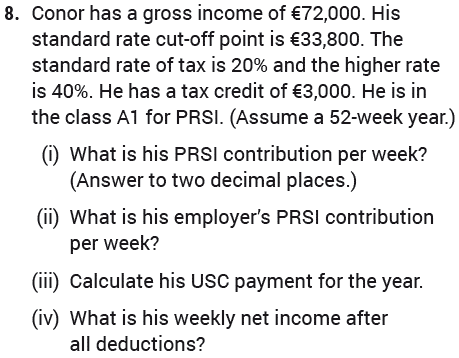 8. Conor has a gross income of €72,000. His
standard rate cut-off point is €33,800. The
standard rate of tax is 20% and the higher rate
is 40%. He has a tax credit of €3,000. He is in
the class A1 for PRSI. (Assume a 52-week year.)
(i) What is his PRSI contribution per week?
(Answer to two decimal places.)
(ii) What is his employer's PRSI contribution
per week?
(iii) Calculate his USC payment for the year.
(iv) What is his weekly net income after
all deductions?